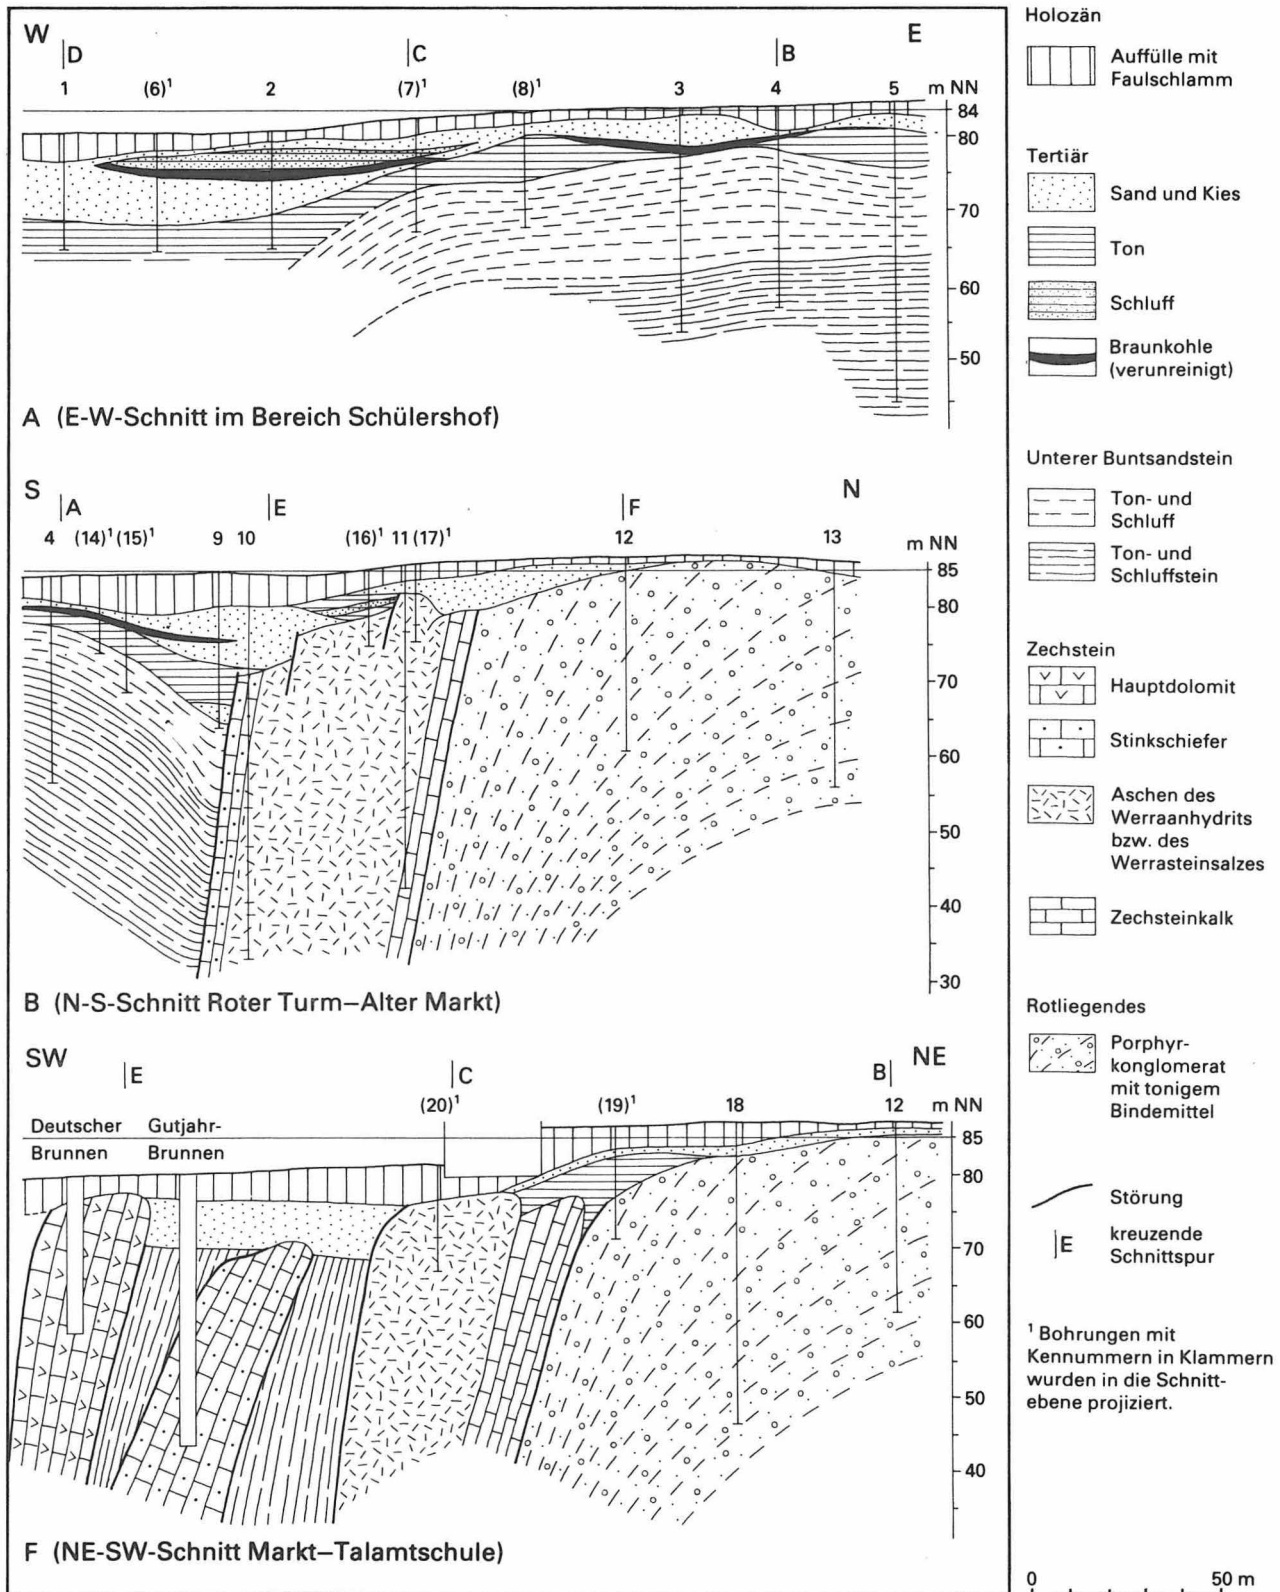 W E
D C B
1 (6)¹ 2 (7)¹ (8)¹ 3 4 5 m NN
84
80
70
60
50
A (E-W-Schnitt im Bereich Schülershof)
S N
A E F
4 (14)¹ (15)¹ 9 10 (16)¹ 11 (17)¹ 12 13 m NN
85
80
70
60
50
40
30
B (N-S-Schnitt Roter Turm–Alter Markt)
SW NE
E C B
(20)¹ (19)¹ 18 12 m NN
Deutscher Gutjahr-
Brunnen Brunnen
85
80
70
60
50
40
F (NE-SW-Schnitt Markt–Talamtschule)
Holozän
Auffülle mit
Faulschlamm
Tertiär
Sand und Kies
Ton
Schluff
Braunkohle
(verunreinigt)
Unterer Buntsandstein
Ton- und
Schluff
Ton- und
Schluffstein
Zechstein
Hauptdolomit
Stinkschiefer
Aschen des
Werraanhydrits
bzw. des
Werrasteinsalzes
Zechsteinkalk
Rotliegendes
Porphyr-
konglomerat
mit tonigem
Bindemittel
Störung
E kreuzende
Schnittspur
¹ Bohrungen mit
Kennummern in Klammern
wurden in die Schnitt-
ebene projiziert.
0 50 m